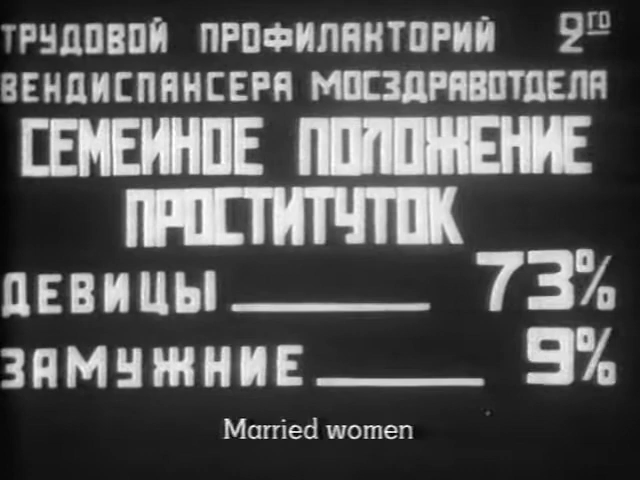 ТРУДОВОЙ ПРОФИЛАКТОРИЙ 2го
ВЕНДИСПАНСЕРА МОСЗДРАВОТДЕЛА
СЕМЕЙНОЕ ПОЛОЖЕНИЕ
ПРОСТИТУТОК
ДЕВИЦЫ 73%
ЗАМУЖНИЕ 9%
Married women